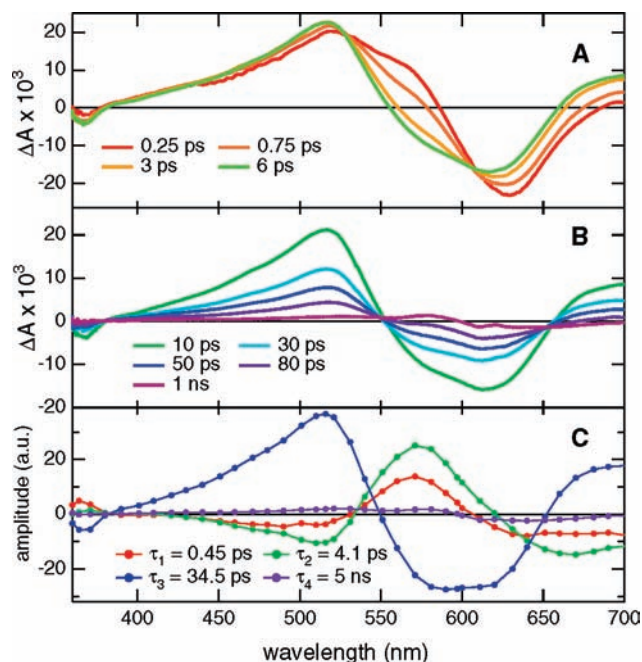 A
20
10
0
-10
-20
ΔA x 10³
0.25 ps 0.75 ps
3 ps 6 ps
B
20
10
0
-10
-20
ΔA x 10³
10 ps 30 ps
50 ps 80 ps
1 ns
C
20
0
-20
amplitude (a.u.)
τ₁ = 0.45 ps τ₂ = 4.1 ps
τ₃ = 34.5 ps τ₄ = 5 ns
400 450 500 550 600 650 700
wavelength (nm)